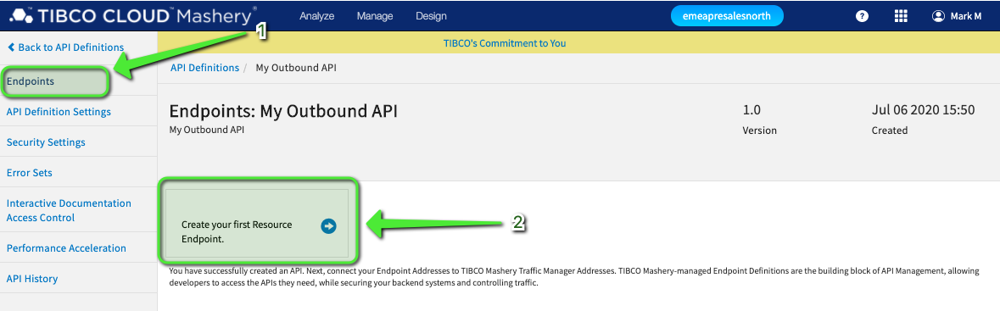 TIBCO CLOUD™ Mashery®
Analyze
Manage
Design
emeapresalesnorth
?
Mark M
1
Back to API Definitions
TIBCO's Commitment to You
Endpoints
API Definition Settings
Security Settings
Error Sets
Interactive Documentation
Access Control
Performance Acceleration
API History
API Definitions / My Outbound API
Endpoints: My Outbound API
My Outbound API
1.0
Version
Jul 06 2020 15:50
Created
Create your first Resource
Endpoint.
2
You have successfully created an API. Next, connect your Endpoint Addresses to TIBCO Mashery Traffic Manager Addresses. TIBCO Mashery-managed Endpoint Definitions are the building block of API Management, allowing
developers to access the APIs they need, while securing your backend systems and controlling traffic.